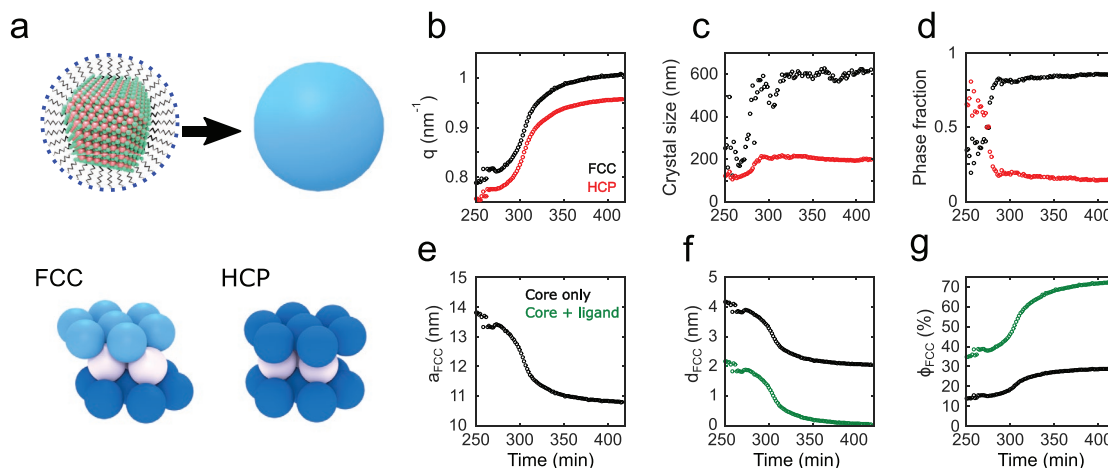 a
FCC HCP
b
q (nm⁻¹)
1
0.9
0.8
FCC
HCP
250 300 350 400
c
Crystal size (nm)
600
400
200
0
250 300 350 400
d
Phase fraction
1
0.5
0
250 300 350 400
e
a_FCC (nm)
15
14
13
12
11
10
Core only
Core + ligand
250 300 350 400
Time (min)
f
d_FCC (nm)
5
4
3
2
1
0
250 300 350 400
Time (min)
g
ϕ_FCC (%)
70
60
50
40
30
20
10
0
250 300 350 400
Time (min)